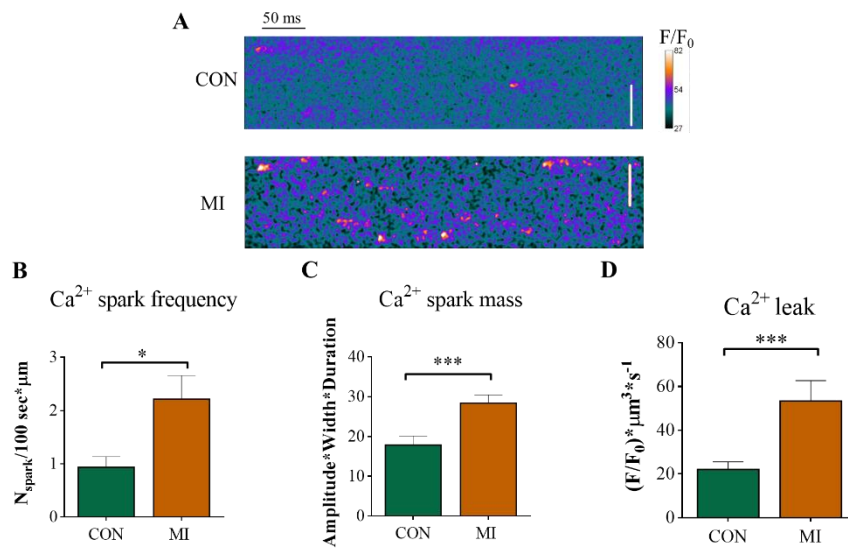 A
50 ms
CON
F/F₀
82
54
27
MI
B
Ca²⁺ spark frequency
N_spark/100 sec*µm
3
2
1
0
*
CON
MI
C
Ca²⁺ spark mass
Amplitude*Width*Duration
40
30
20
10
0
***
CON
MI
D
Ca²⁺ leak
(F/F₀)*µm³*s⁻¹
80
60
40
20
0
***
CON
MI